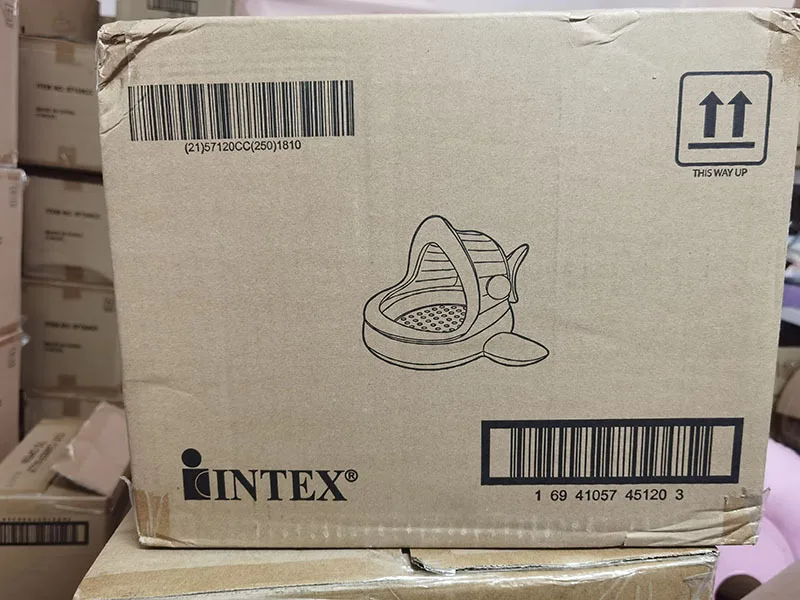 (21)57120CC(250)1810
THIS WAY UP
INTEX®
1 69 41057 45120 3